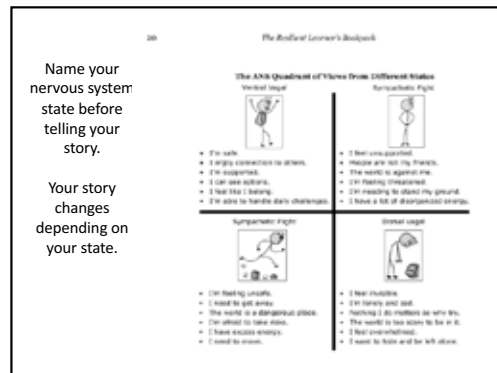 Name your
nervous system
state before
telling your
story.
Your story
changes
depending on
your state.
20
The Resilient Learner's Backpack
The ANS Quadrant of Views from Different States
Ventral Vagal
• I'm safe.
• I enjoy connection to others.
• I'm supported.
• I can see options.
• I feel like I belong.
• I'm able to handle daily challenges.
Sympathetic Fight
• I feel unsupported.
• People are not my friends.
• The world is against me.
• I'm feeling threatened.
• I'm needing to stand my ground.
• I have a lot of disorganized energy.
Sympathetic Flight
• I'm feeling unsafe.
• I need to get away.
• The world is a dangerous place.
• I'm afraid to take
• I have excess energy.
• I need to move.
Dorsal Vagal
• I feel invisible.
• I'm lonely and sad.
• Nothing I do matters so why try.
• The world is too scary to be in it.
• I feel overwhelmed.
• I want to hide and be left alone.